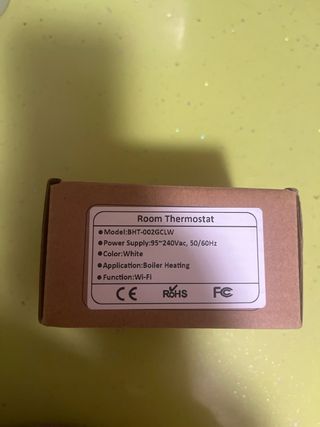 Room Thermostat
●Model:BHT-002GCLW
●Power Supply:95~240Vac, 50/60Hz
●Color:White
●Application:Boiler Heating
●Function:Wi-Fi
CE RoHS FC